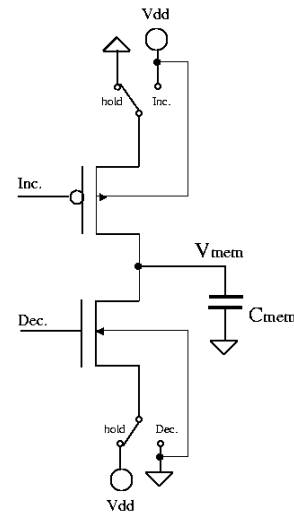 Vdd
hold Inc.
Inc.
Vmem
Cmem
Dec.
hold Dec.
Vdd